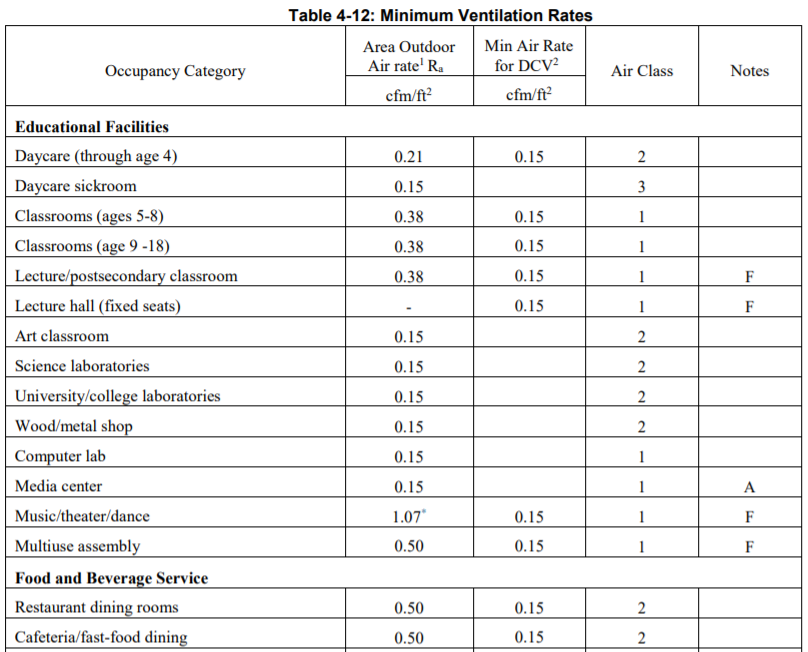 Table 4-12: Minimum Ventilation Rates
Occupancy Category Area Outdoor Air rate¹ Rₐ Min Air Rate for DCV² Air Class Notes
cfm/ft² cfm/ft²
Educational Facilities
Daycare (through age 4) 0.21 0.15 2
Daycare sickroom 0.15 3
Classrooms (ages 5-8) 0.38 0.15 1
Classrooms (age 9 -18) 0.38 0.15 1
Lecture/postsecondary classroom 0.38 0.15 1 F
Lecture hall (fixed seats) - 0.15 1 F
Art classroom 0.15 2
Science laboratories 0.15 2
University/college laboratories 0.15 2
Wood/metal shop 0.15 2
Computer lab 0.15 1
Media center 0.15 1 A
Music/theater/dance 1.07* 0.15 1 F
Multiuse assembly 0.50 0.15 1 F
Food and Beverage Service
Restaurant dining rooms 0.50 0.15 2
Cafeteria/fast-food dining 0.50 0.15 2